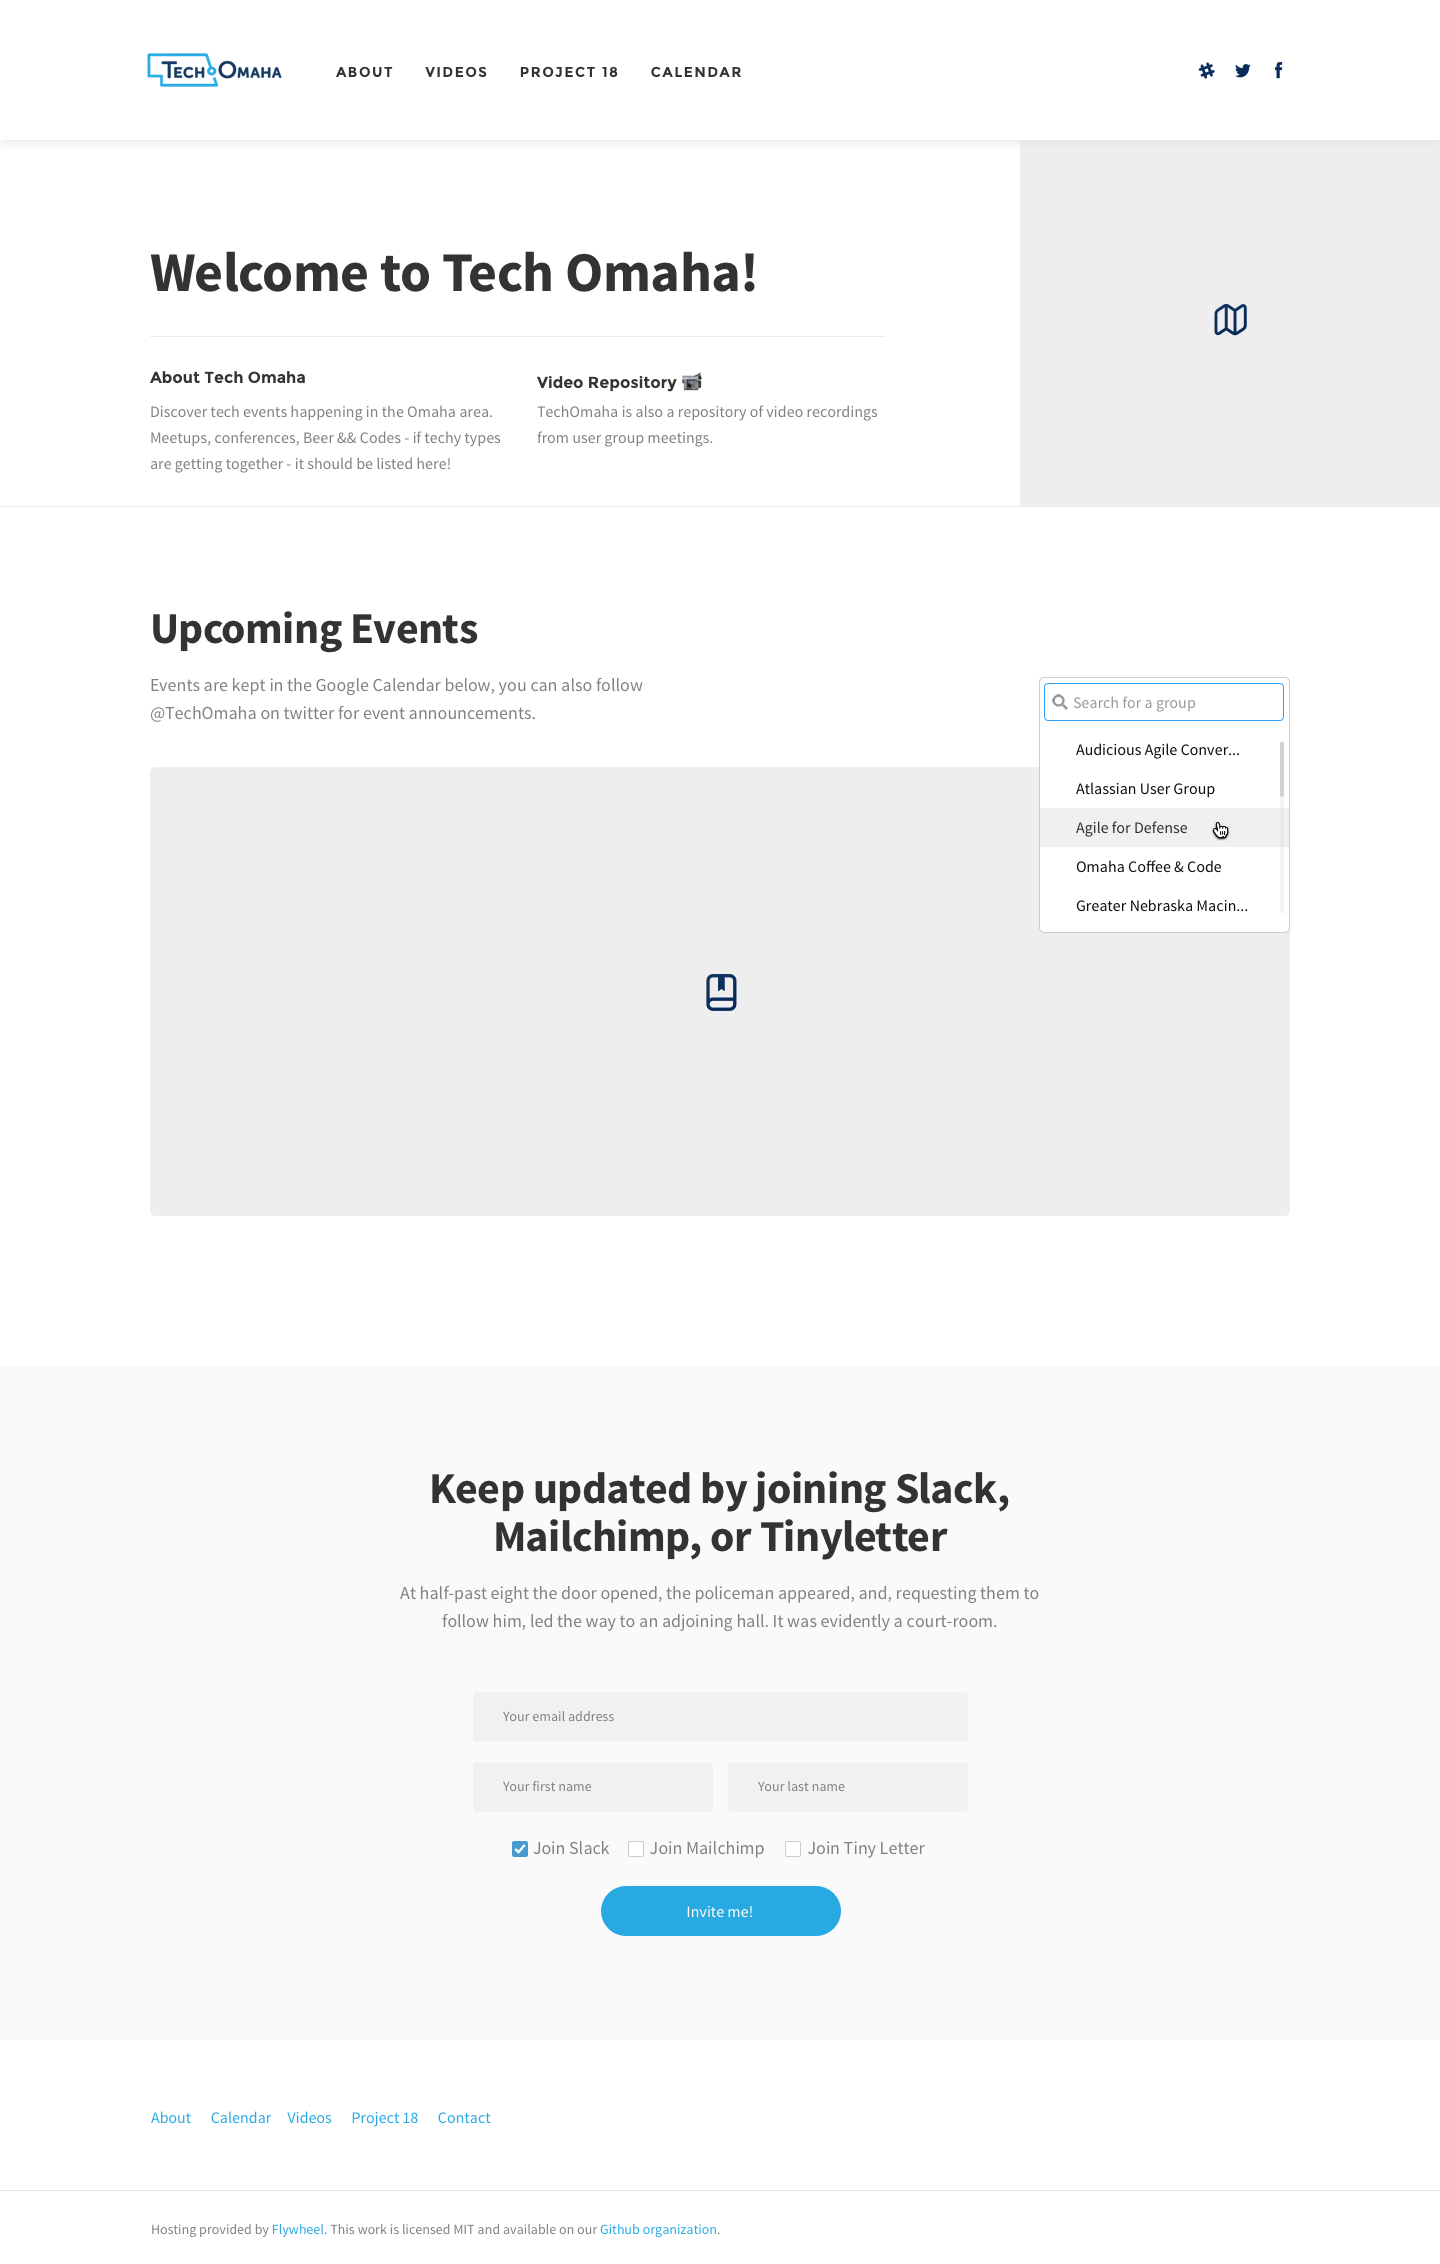 TECH OMAHA
ABOUT VIDEOS PROJECT 18 CALENDAR
Welcome to Tech Omaha!
About Tech Omaha
Discover tech events happening in the Omaha area.
Meetups, conferences, Beer && Codes - if techy types
are getting together - it should be listed here!
Video Repository
TechOmaha is also a repository of video recordings
from user group meetings.
Upcoming Events
Events are kept in the Google Calendar below, you can also follow
@TechOmaha on twitter for event announcements.
Search for a group
Audicious Agile Conver...
Atlassian User Group
Agile for Defense
Omaha Coffee & Code
Greater Nebraska Macin...
Keep updated by joining Slack,
Mailchimp, or Tinyletter
At half-past eight the door opened, the policeman appeared, and, requesting them to
follow him, led the way to an adjoining hall. It was evidently a court-room.
Your email address
Your first name Your last name
Join Slack Join Mailchimp Join Tiny Letter
Invite me!
About Calendar Videos Project 18 Contact
Hosting provided by Flywheel. This work is licensed MIT and available on our Github organization.